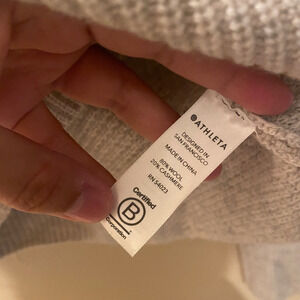 ATHLETA
DESIGNED IN
SAN FRANCISCO
MADE IN CHINA
80% WOOL
20% CASHMERE
RN 54023
Certified
B
Corporation